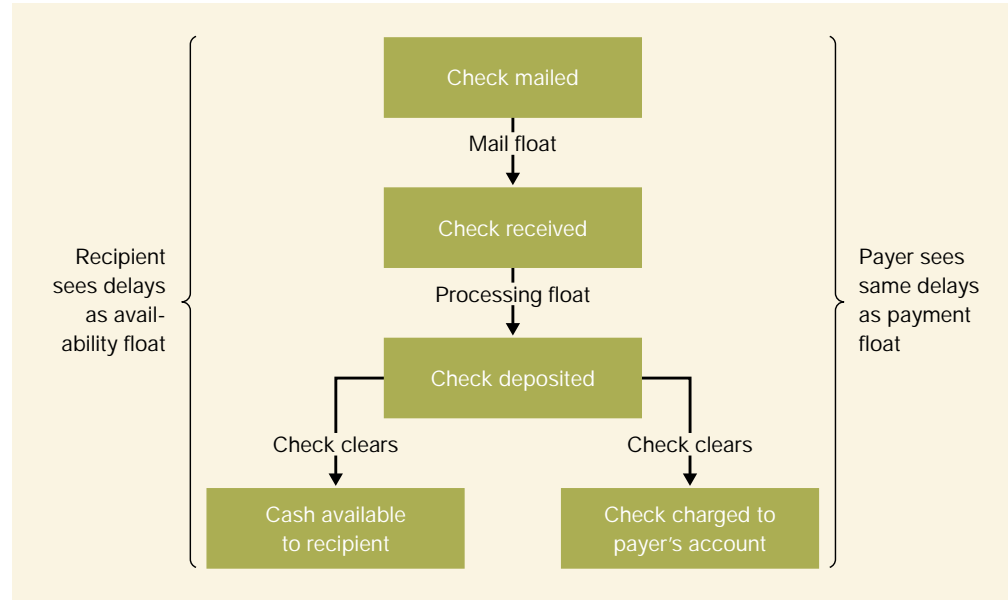 Check mailed
Mail float
Check received
Recipient
sees delays
as avail-
ability float
Payer sees
same delays
as payment
float
Processing float
Check deposited
Check clears
Check clears
Cash available
to recipient
Check charged to
payer's account